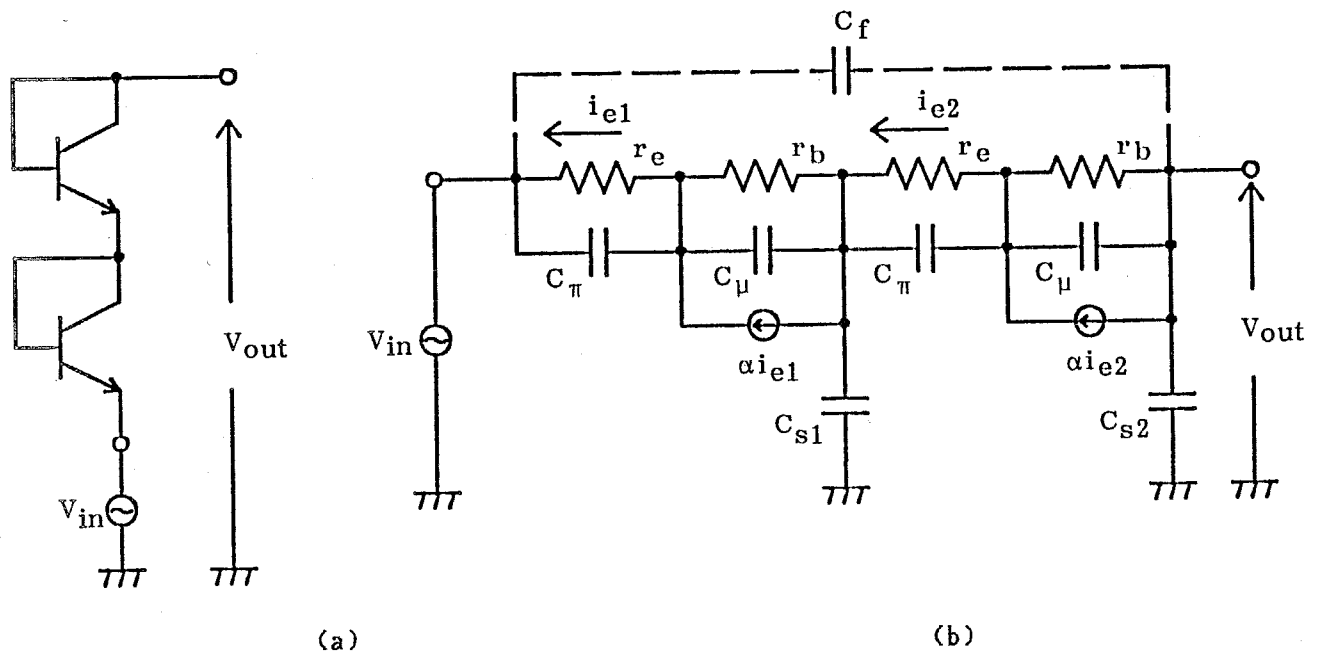 V_out
V_in
(a)
C_f
i_e1
i_e2
r_e
r_b
r_e
r_b
C_π
C_μ
C_π
C_μ
V_in
αi_e1
αi_e2
V_out
C_s1
C_s2
(b)